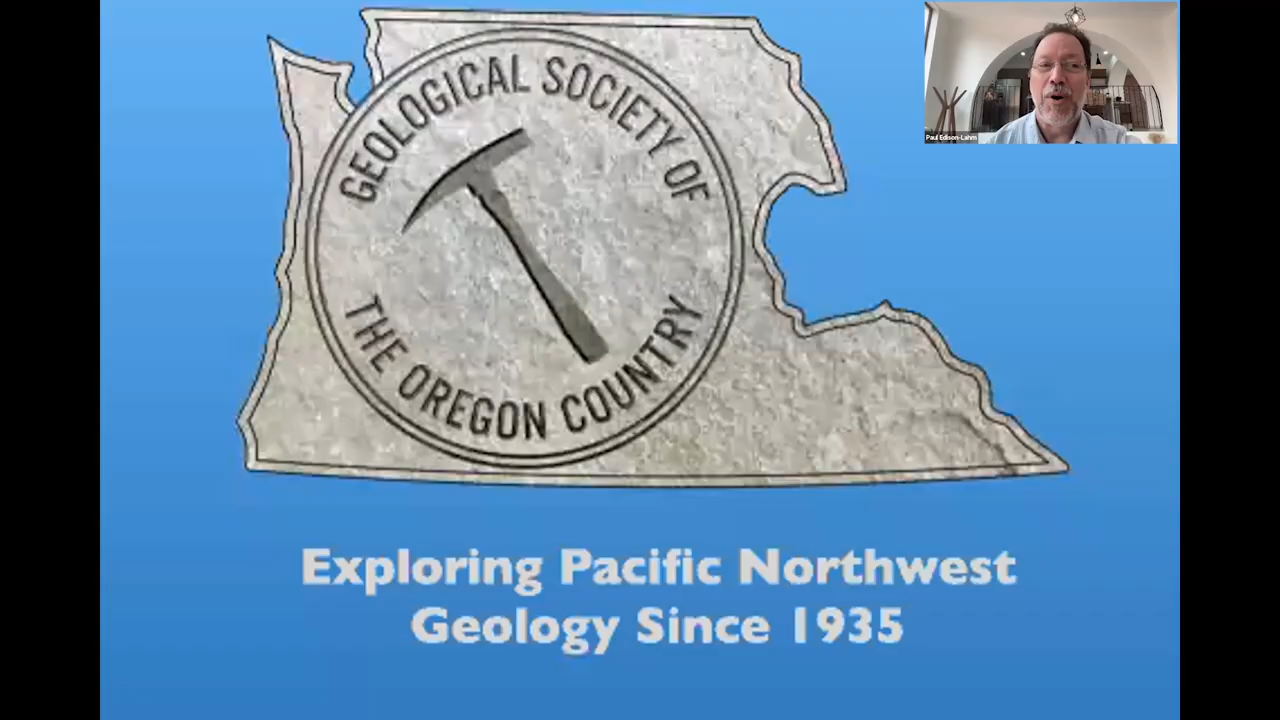 GEOLOGICAL SOCIETY OF
THE OREGON COUNTRY
Paul Edison-Lahm
Exploring Pacific Northwest
Geology Since 1935